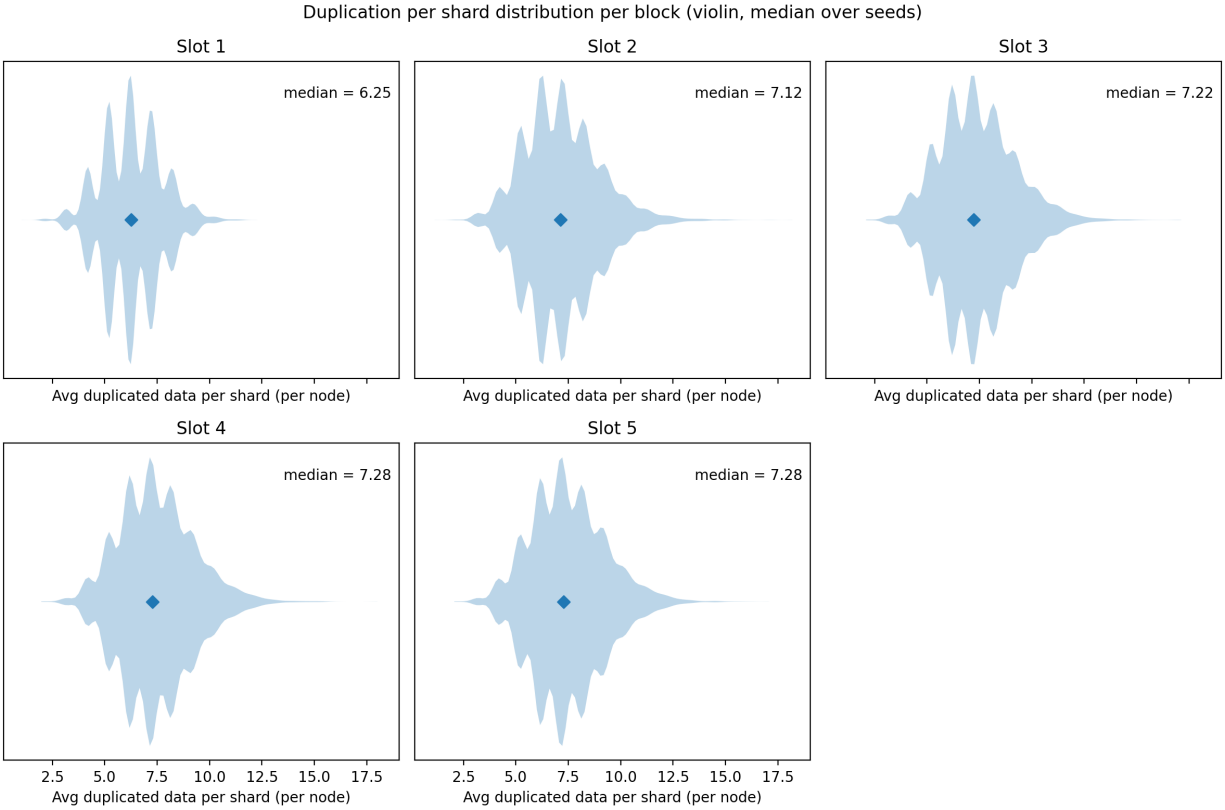 Duplication per shard distribution per block (violin, median over seeds)
Slot 1
median = 6.25
Avg duplicated data per shard (per node)
Slot 2
median = 7.12
Avg duplicated data per shard (per node)
Slot 3
median = 7.22
Avg duplicated data per shard (per node)
Slot 4
median = 7.28
2.5 5.0 7.5 10.0 12.5 15.0 17.5
Avg duplicated data per shard (per node)
Slot 5
median = 7.28
2.5 5.0 7.5 10.0 12.5 15.0 17.5
Avg duplicated data per shard (per node)